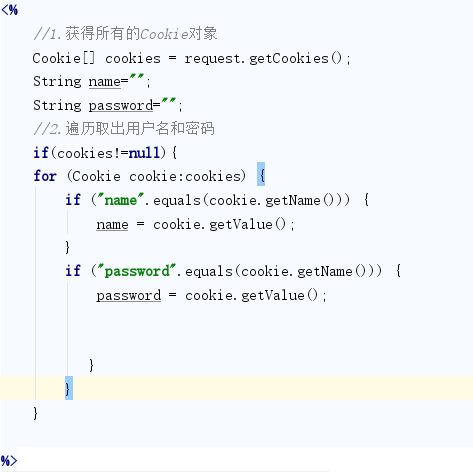 <%
//1.获得所有的Cookie对象
Cookie[] cookies = request.getCookies();
String name="";
String password="";
//2.遍历取出用户名和密码
if(cookies!=null){
for (Cookie cookie:cookies) {
if ("name".equals(cookie.getName())) {
name = cookie.getValue();
}
if ("password".equals(cookie.getName())) {
password = cookie.getValue();
}
}
}
%>